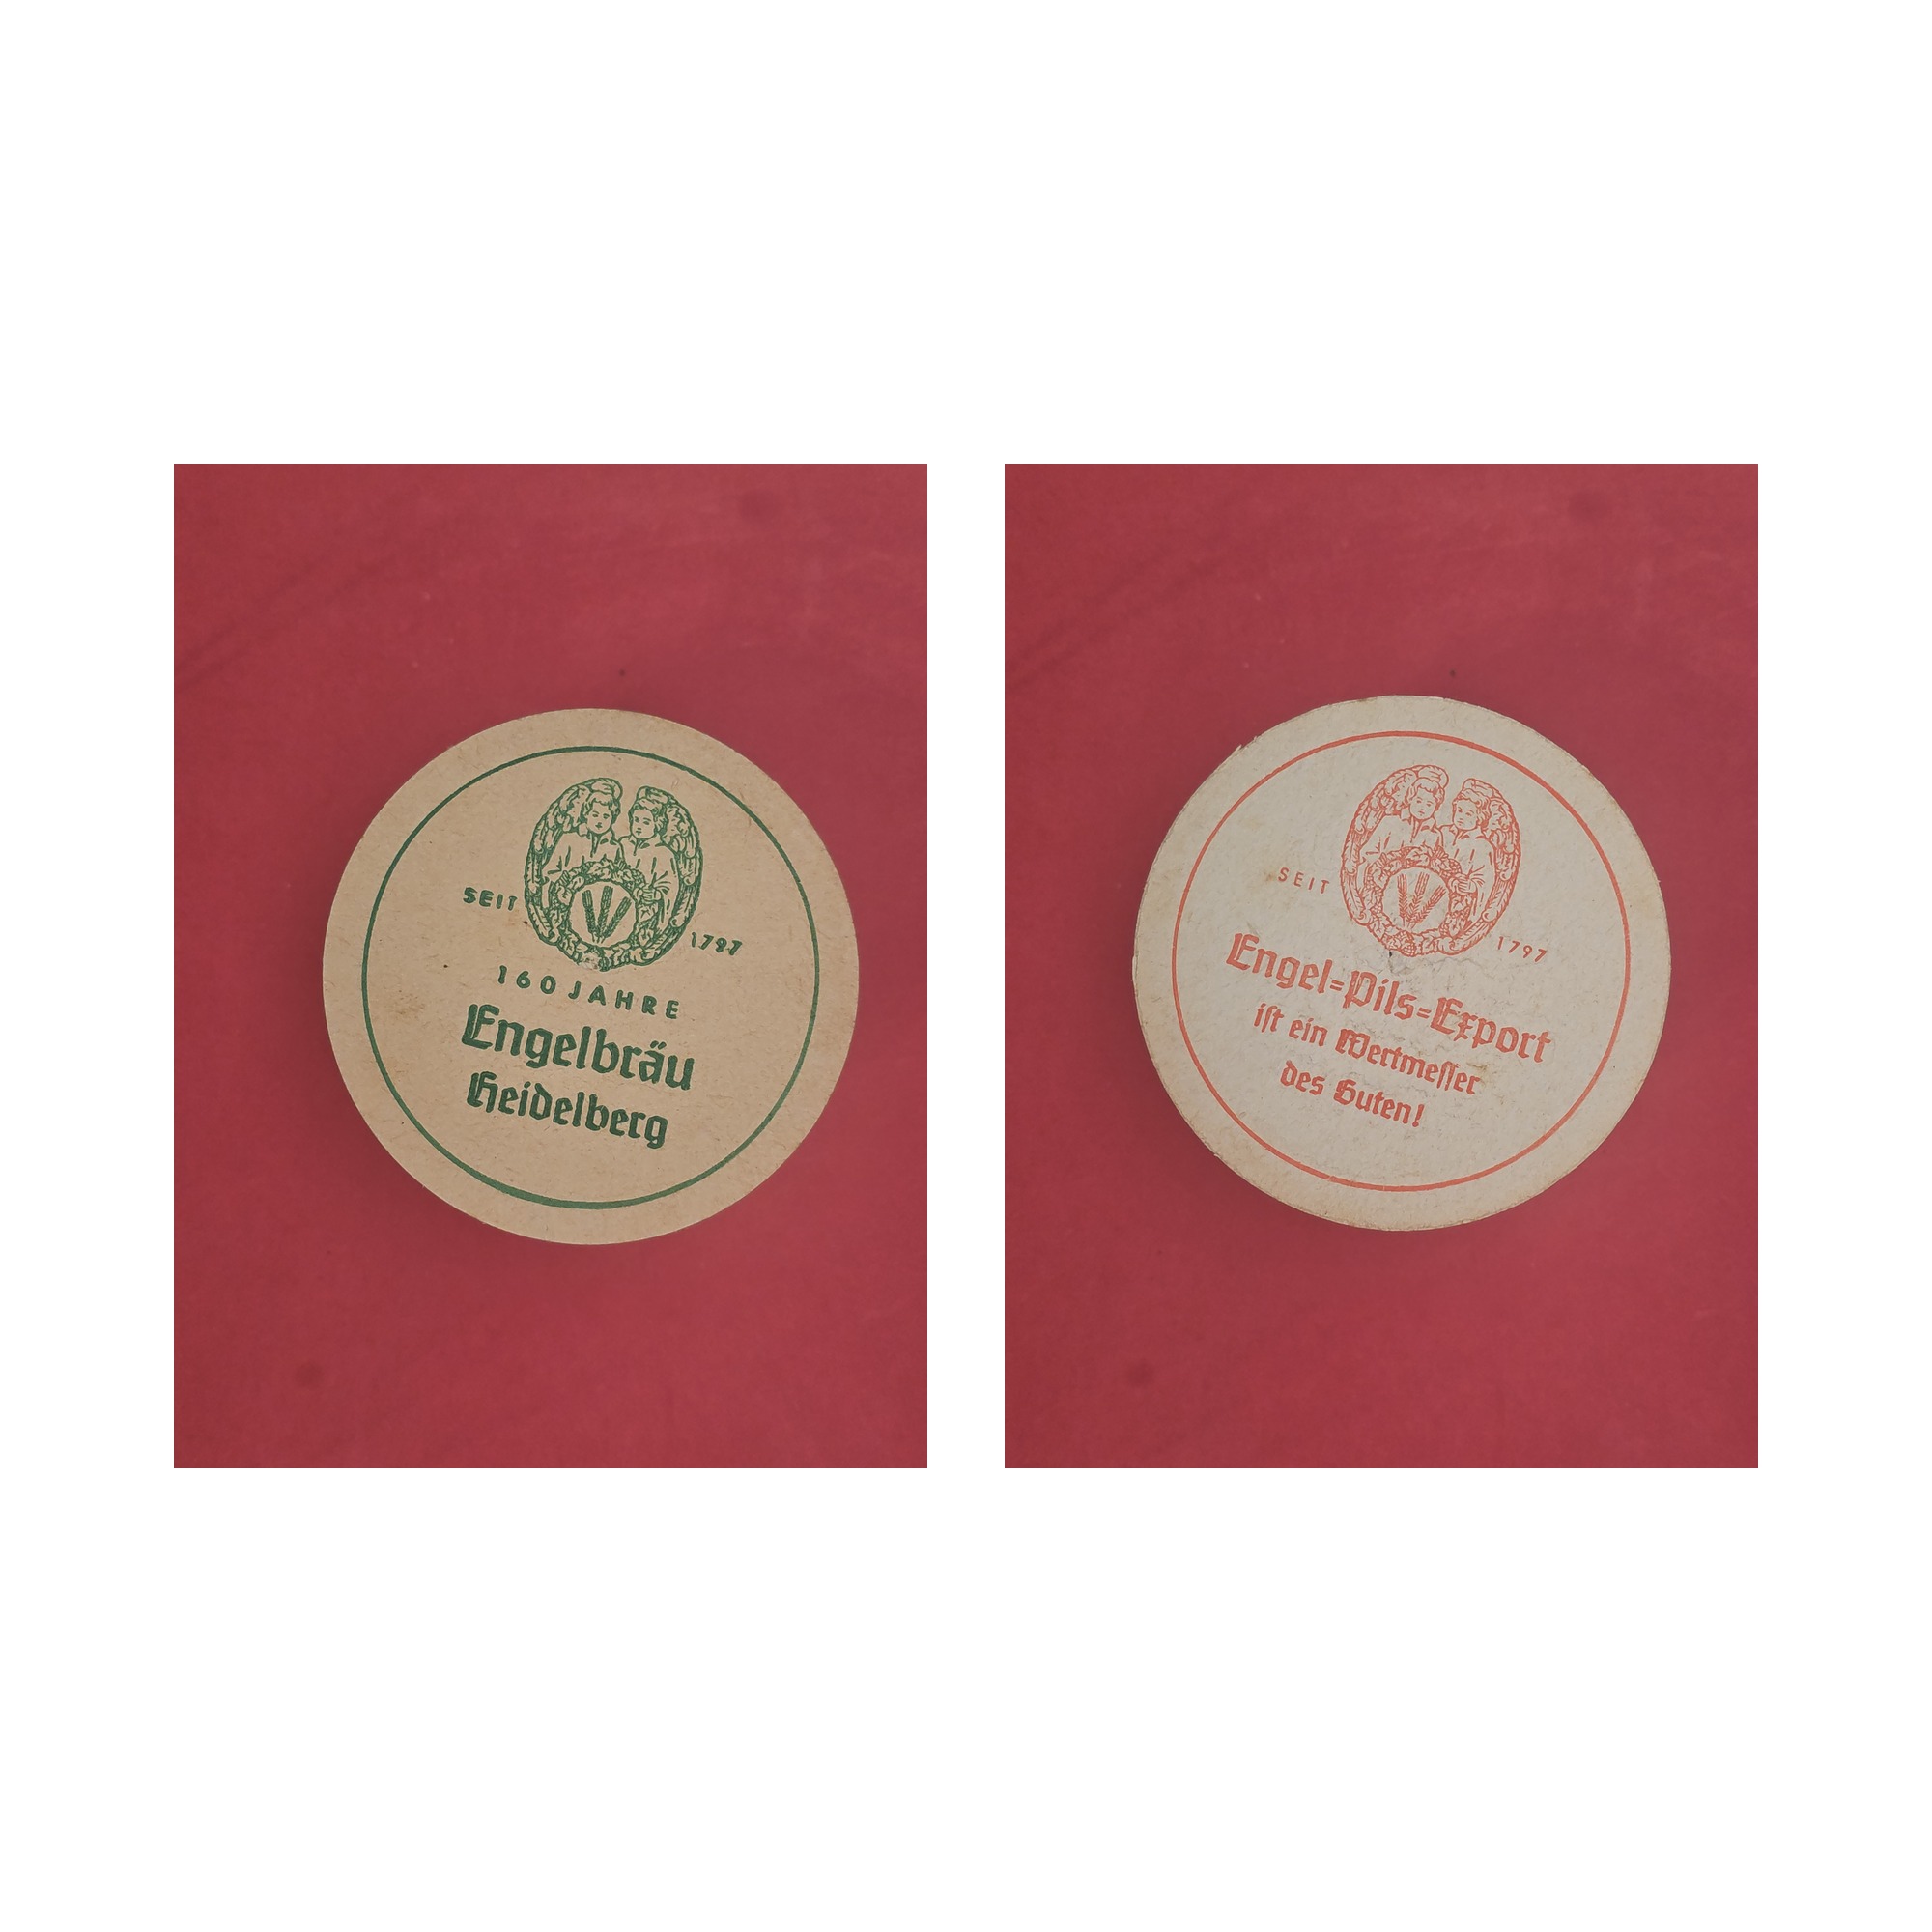 SEIT 1797
160 JAHRE
Engelbräu
Heidelberg
SEIT 1797
Engel=Pils=Export
iſt ein Wertmeſſer
des Guten!